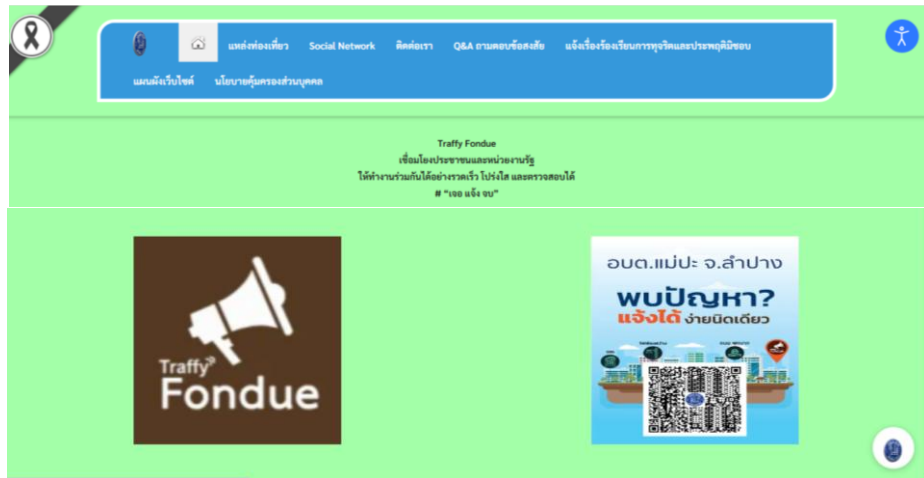 แหล่งท่องเที่ยว Social Network ติดต่อเรา Q&A ถามตอบข้อสงสัย แจ้งเรื่องร้องเรียนการทุจริตและประพฤติมิชอบ
แผนผังเว็บไซต์ นโยบายคุ้มครองส่วนบุคคล
Traffy Fondue
เชื่อมโยงประชาชนและหน่วยงานรัฐ
ให้ทำงานร่วมกันได้อย่างรวดเร็ว โปร่งใส และตรวจสอบได้
# "เจอ แจ้ง จบ"
Traffy
Fondue
อบต.แม่ปะ จ.ลำปาง
พบปัญหา?
แจ้งได้ ง่ายนิดเดียว